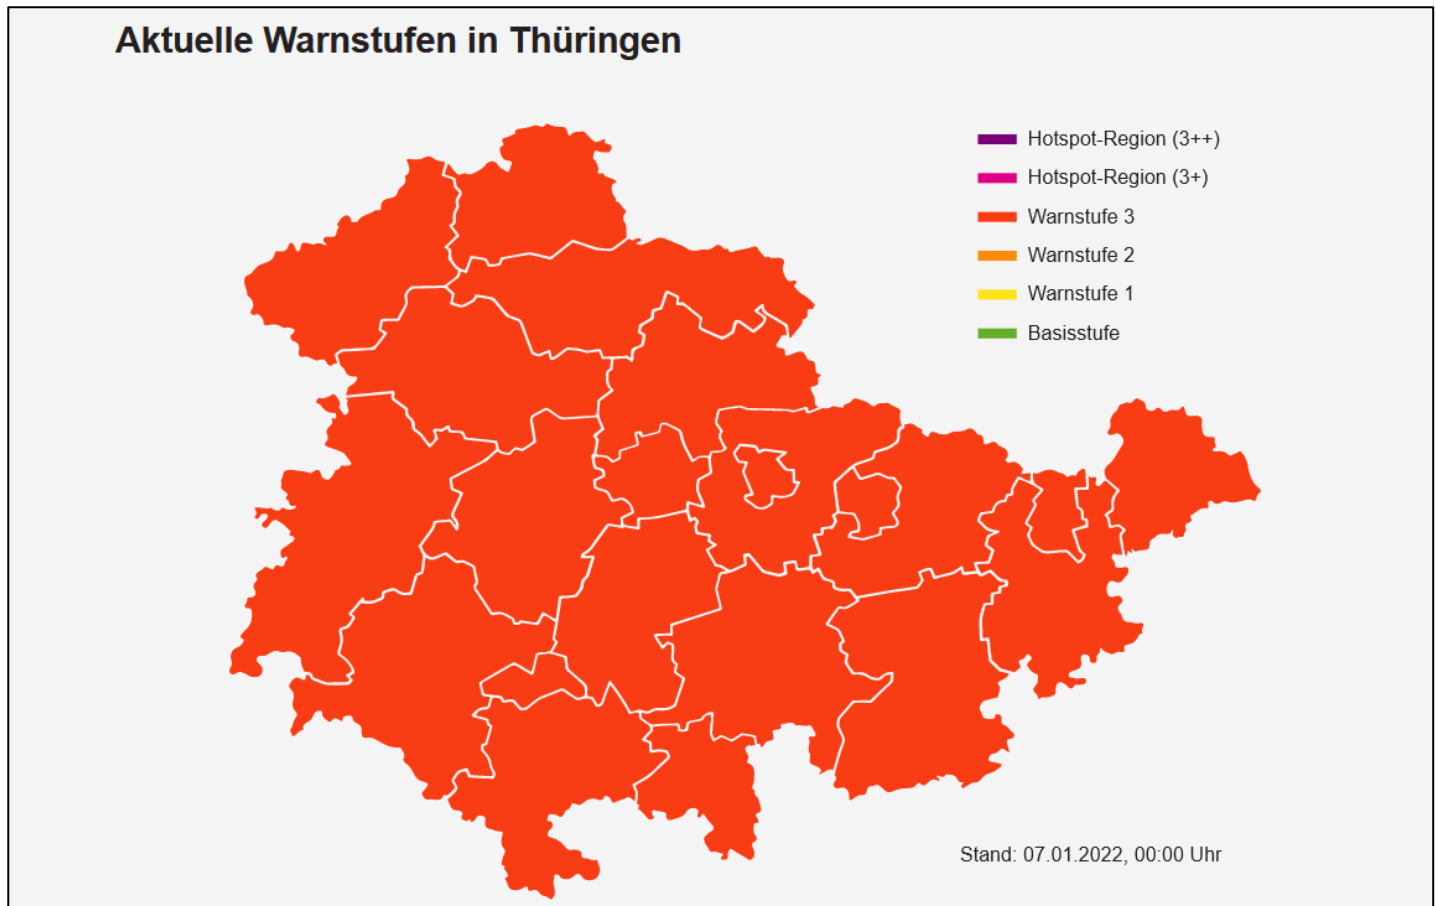 Aktuelle Warnstufen in Thüringen
Hotspot-Region (3++)
Hotspot-Region (3+)
Warnstufe 3
Warnstufe 2
Warnstufe 1
Basisstufe
Stand: 07.01.2022, 00:00 Uhr